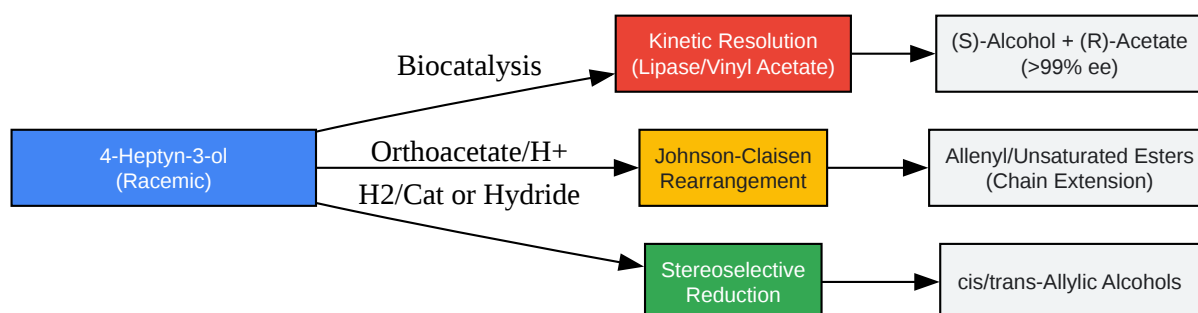 Biocatalysis
Kinetic Resolution
(Lipase/Vinyl Acetate)
(S)-Alcohol + (R)-Acetate
(>99% ee)
4-Heptyn-3-ol
(Racemic)
Orthoacetate/H+
Johnson-Claisen
Rearrangement
Allenyl/Unsaturated Esters
(Chain Extension)
H2/Cat or Hydride
Stereoselective
Reduction
cis/trans-Allylic Alcohols